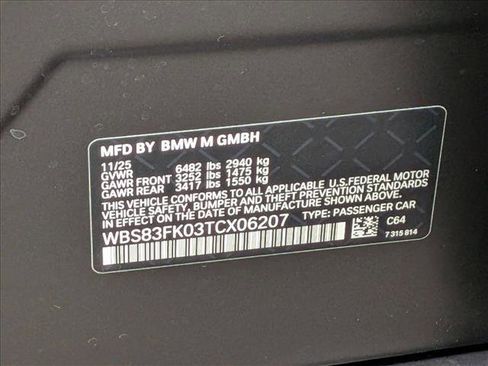 MFD BY BMW M GMBH
11/25
GVWR 6482 lbs 2940 kg
GAWR FRONT 3252 lbs 1475 kg
GAWR REAR 3417 lbs 1550 kg
THIS VEHICLE CONFORMS TO ALL APPLICABLE U.S.FEDERAL MOTOR
VEHICLE SAFETY, BUMPER AND THEFT PREVENTION STANDARDS
IN EFFECT ON THE DATE OF MANUFACTURE SHOWN ABOVE.
WBS83FK03TCX06207 TYPE: PASSENGER CAR
C64
7 315 814